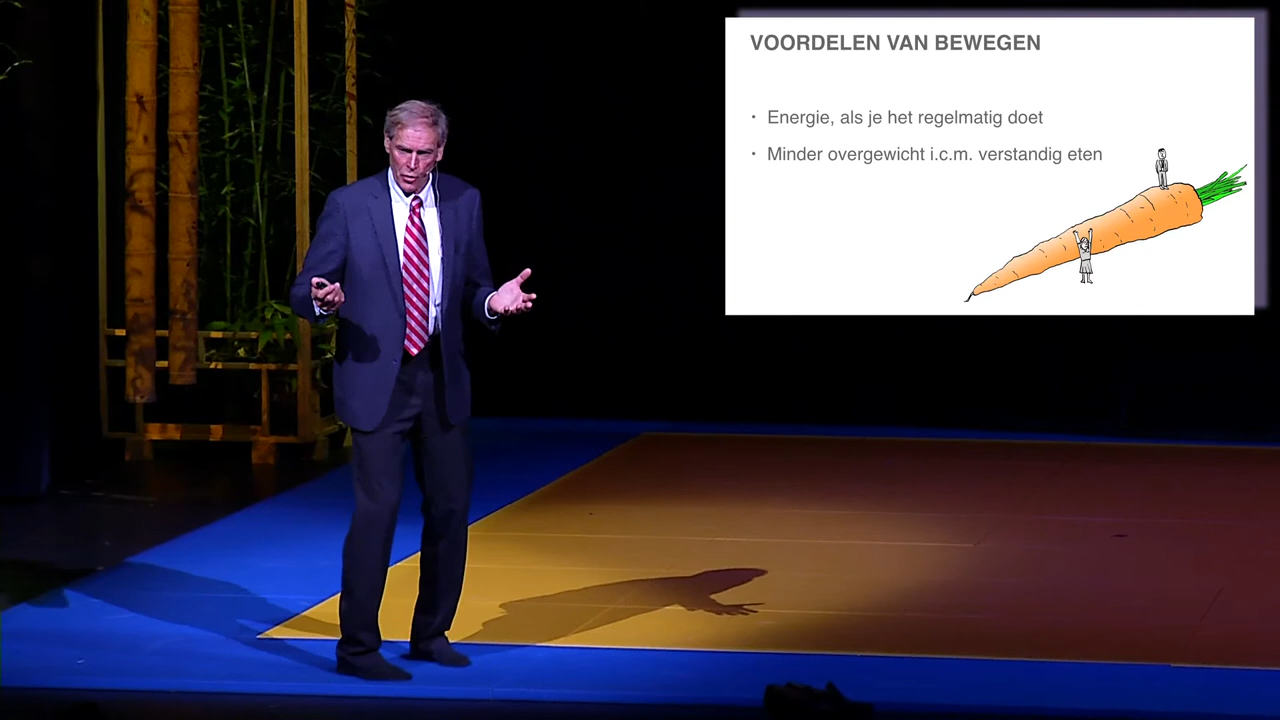 VOORDELEN VAN BEWEGEN
· Energie, als je het regelmatig doet
· Minder overgewicht i.c.m. verstandig eten